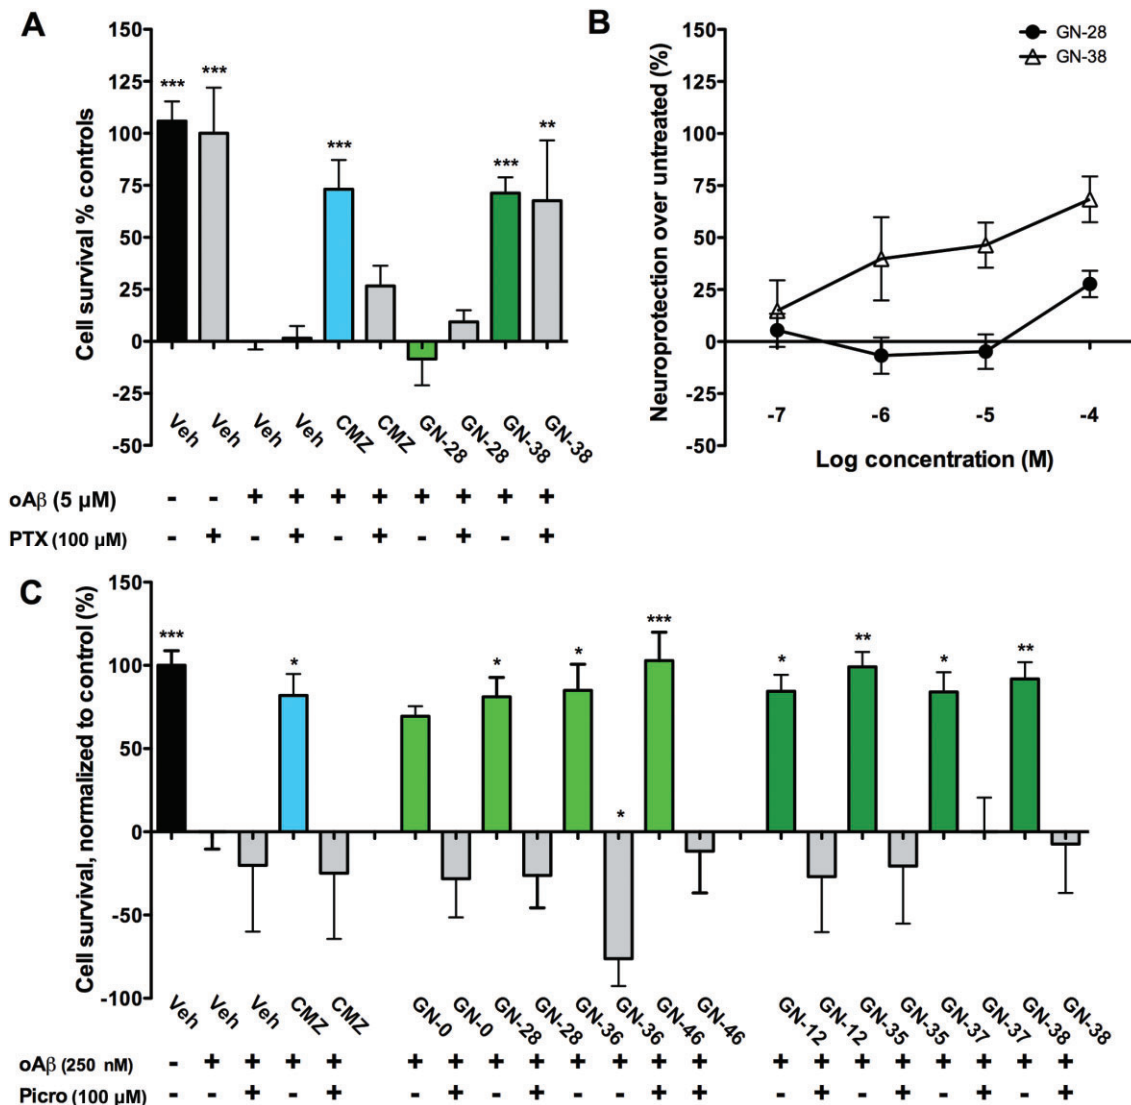 A
Cell survival % controls
150
125
100
75
50
25
0
-25
-50
*** *** *** *** **
Veh Veh Veh Veh CMZ CMZ GN-28 GN-28 GN-38 GN-38
oAβ (5 µM) - - + + + + + + + +
PTX (100 µM) - + - + - + - + - +
B
Neuroprotection over untreated (%)
150
125
100
75
50
25
0
-25
-50
GN-28
GN-38
-7 -6 -5 -4
Log concentration (M)
C
Cell survival, normalized to control (%)
150
100
50
0
-50
-100
*** * * * * *** * ** * **
Veh Veh Veh CMZ CMZ GN-0 GN-0 GN-28 GN-28 GN-36 GN-36 GN-46 GN-46 GN-12 GN-12 GN-35 GN-35 GN-37 GN-37 GN-38 GN-38
oAβ (250 nM) - + + + + + + + + + + + + + + + + + + + +
Picro (100 µM) - - + - + - + - + - - + + - + - + - + - +